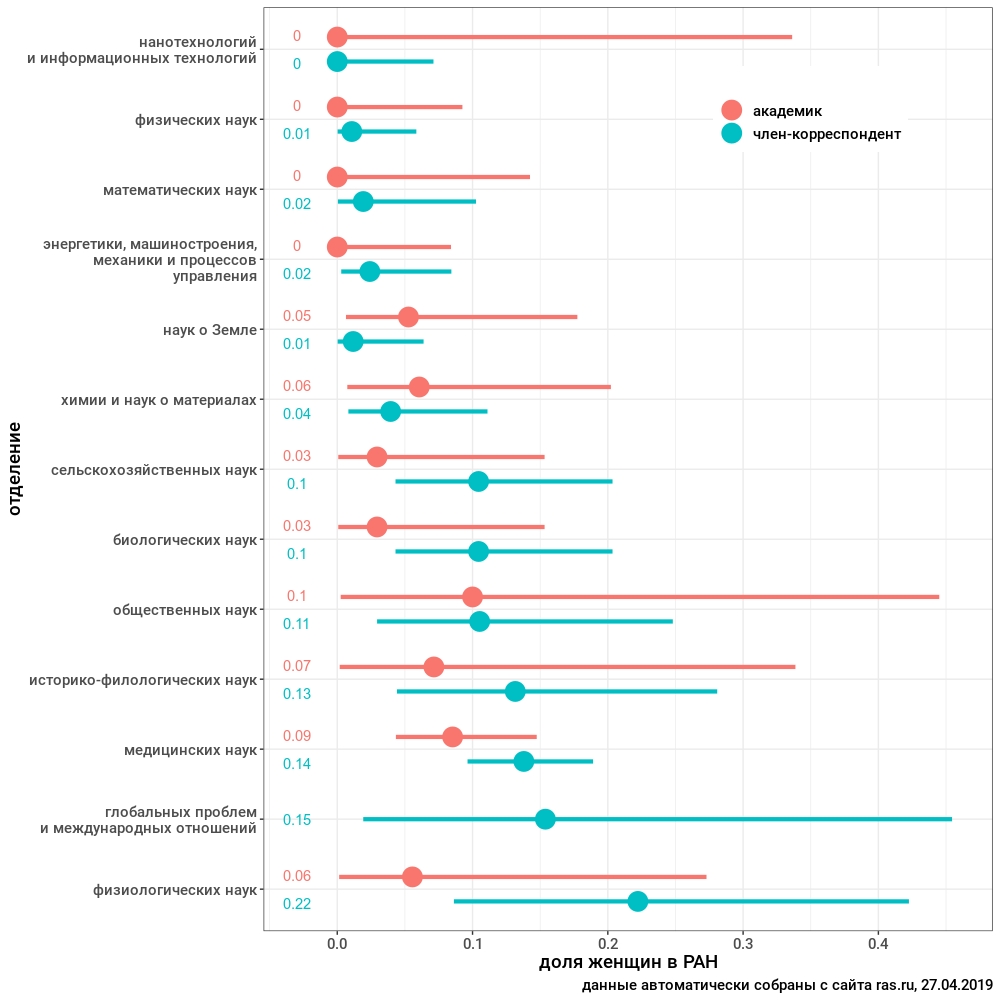 нанотехнологий
и информационных технологий
0
0
физических наук
0
0.01
академик
член-корреспондент
математических наук
0
0.02
энергетики, машиностроения,
механики и процессов
управления
0
0.02
наук о Земле
0.05
0.01
химии и наук о материалах
0.06
0.04
сельскохозяйственных наук
0.03
0.1
биологических наук
0.03
0.1
общественных наук
0.1
0.11
историко-филологических наук
0.07
0.13
медицинских наук
0.09
0.14
глобальных проблем
и международных отношений
0.15
физиологических наук
0.06
0.22
отделение
0.0 0.1 0.2 0.3 0.4
доля женщин в РАН
данные автоматически собраны с сайта ras.ru, 27.04.2019